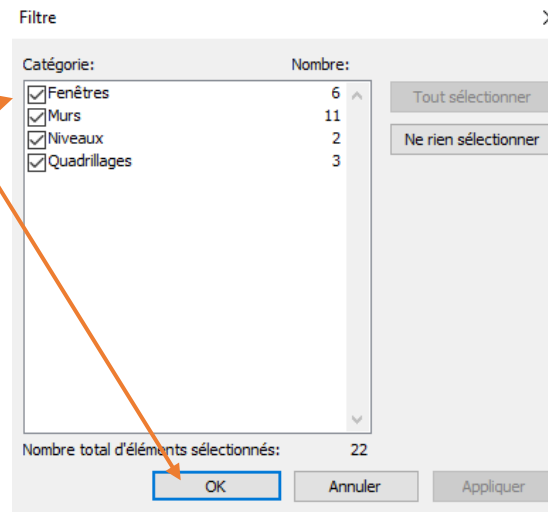 Filtre
Catégorie: Nombre:
Fenêtres 6
Murs 11
Niveaux 2
Quadrillages 3
Tout sélectionner
Ne rien sélectionner
Nombre total d'éléments sélectionnés: 22
OK Annuler Appliquer